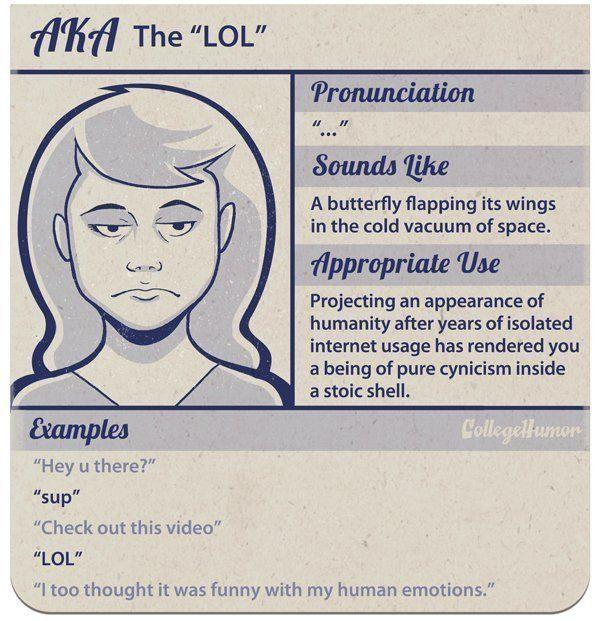 AKA The “LOL”
Pronunciation
“...”
Sounds Like
A butterfly flapping its wings
in the cold vacuum of space.
Appropriate Use
Projecting an appearance of
humanity after years of isolated
internet usage has rendered you
a being of pure cynicism inside
a stoic shell.
Examples
CollegeHumor
“Hey u there?”
“sup”
“Check out this video”
“LOL”
“I too thought it was funny with my human emotions.”